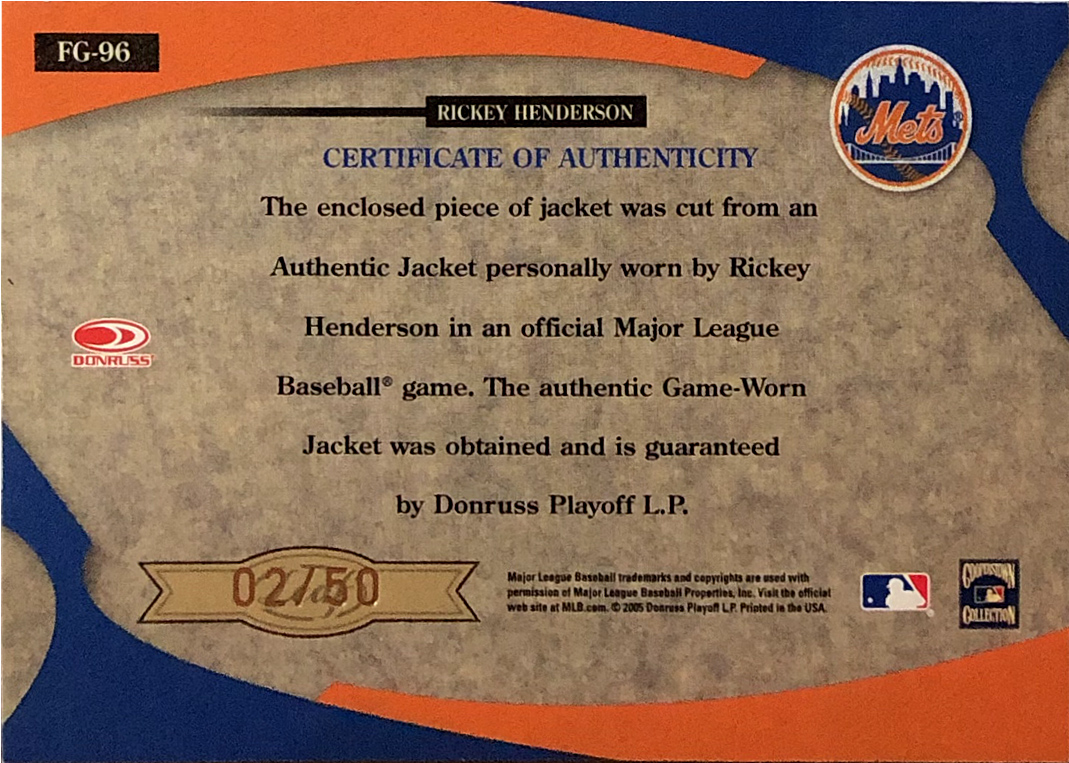 FG-96
RICKEY HENDERSON
Mets
CERTIFICATE OF AUTHENTICITY
The enclosed piece of jacket was cut from an
Authentic Jacket personally worn by Rickey
Henderson in an official Major League
Baseball® game. The authentic Game-Worn
Jacket was obtained and is guaranteed
by Donruss Playoff L.P.
DONRUSS
02/50
Major League Baseball trademarks and copyrights are used with
permission of Major League Baseball Properties, Inc. Visit the official
web site at MLB.com. © 2005 Donruss Playoff L.P. Printed in the USA.
COOPERSTOWN
COLLECTION